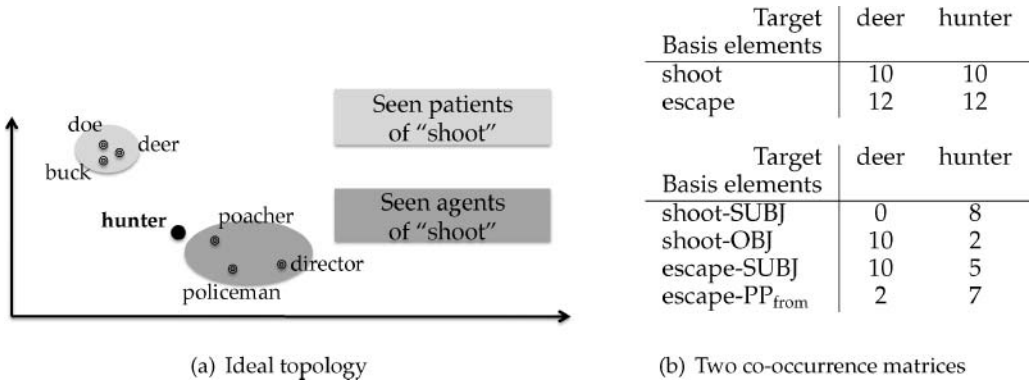 doe
deer
buck
hunter
poacher
director
policeman
Seen patients
of “shoot”
Seen agents
of “shoot”
(a) Ideal topology
Target deer hunter
Basis elements
shoot 10 10
escape 12 12
Target deer hunter
Basis elements
shoot-SUBJ 0 8
shoot-OBJ 10 2
escape-SUBJ 10 5
escape-PPfrom 2 7
(b) Two co-occurrence matrices